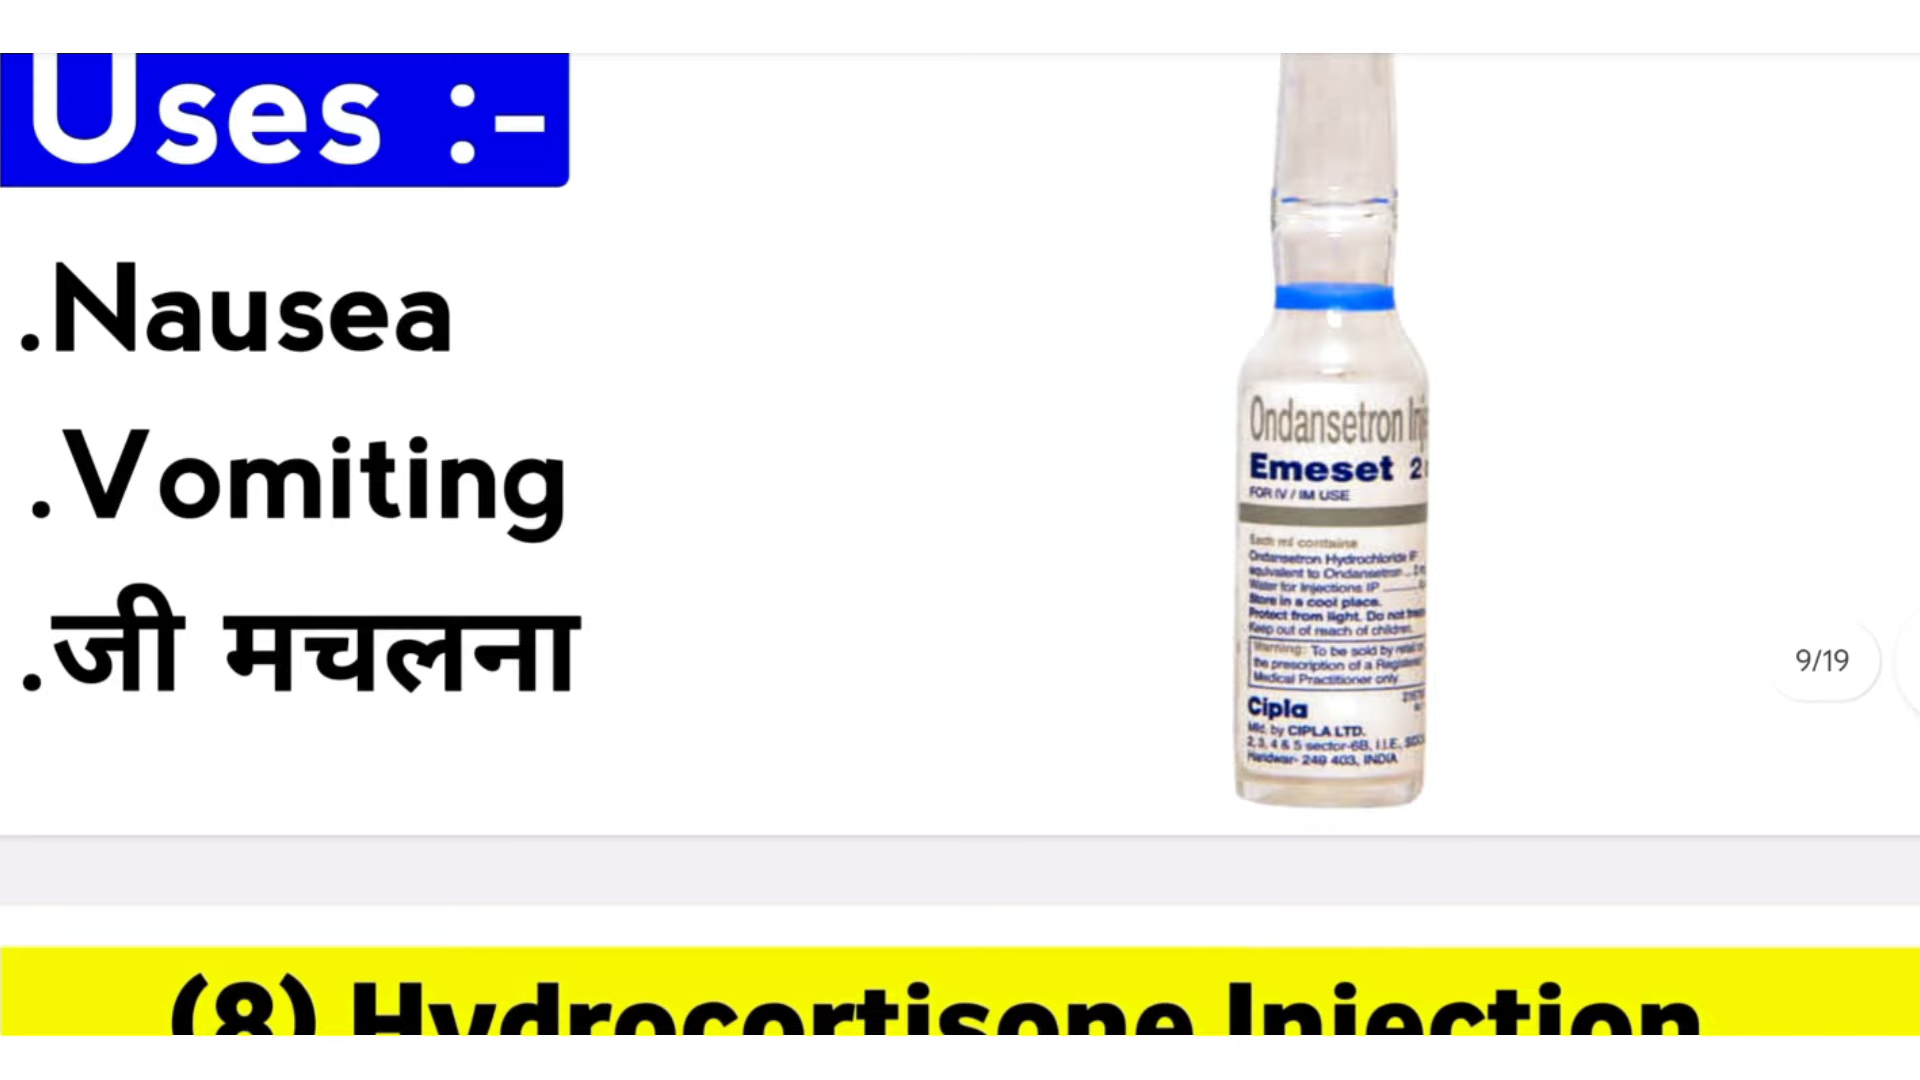 Uses :-
.Nausea
.Vomiting
.जी मचलना
Ondansetron
Emeset 2
FOR IV / IM USE
Each ml contains
Ondansetron Hydrochloride IP
equivalent to Ondansetron
Water for Injections IP
Store in a cool place.
Protect from light. Do not
Keep out of reach of children.
Warning: To be sold by retail
the prescription of a
Medical Practitioner only
Cipla
Mfd. by CIPLA LTD.
2, 3, 4 & 5 sector-6B, I.I.E.,
Haridwar- 249 403, INDIA
9/19
(8) Hydrocortisone Injection